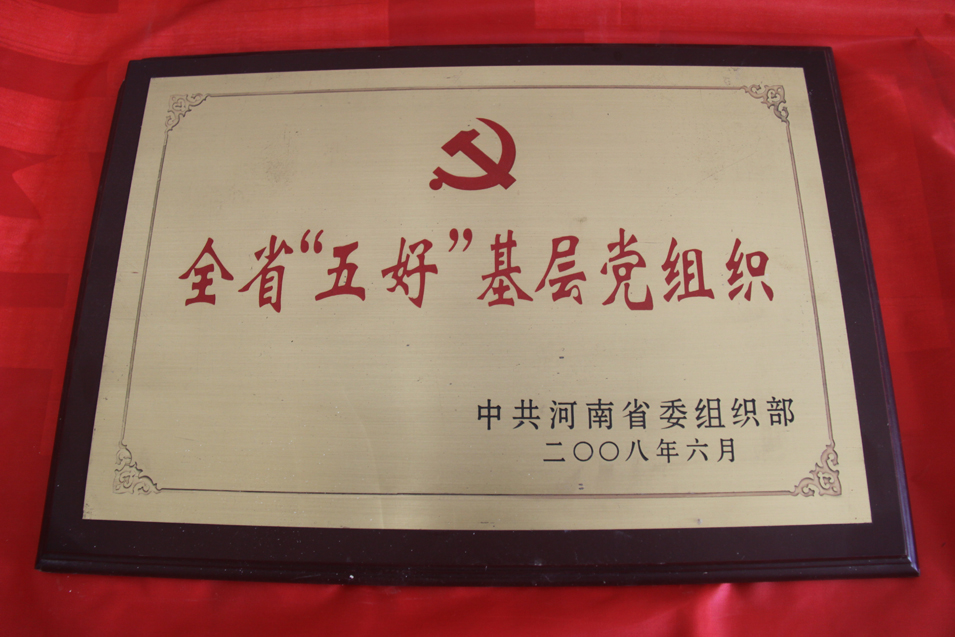 全省“五好”基层党组织
中共河南省委组织部
二〇〇八年六月